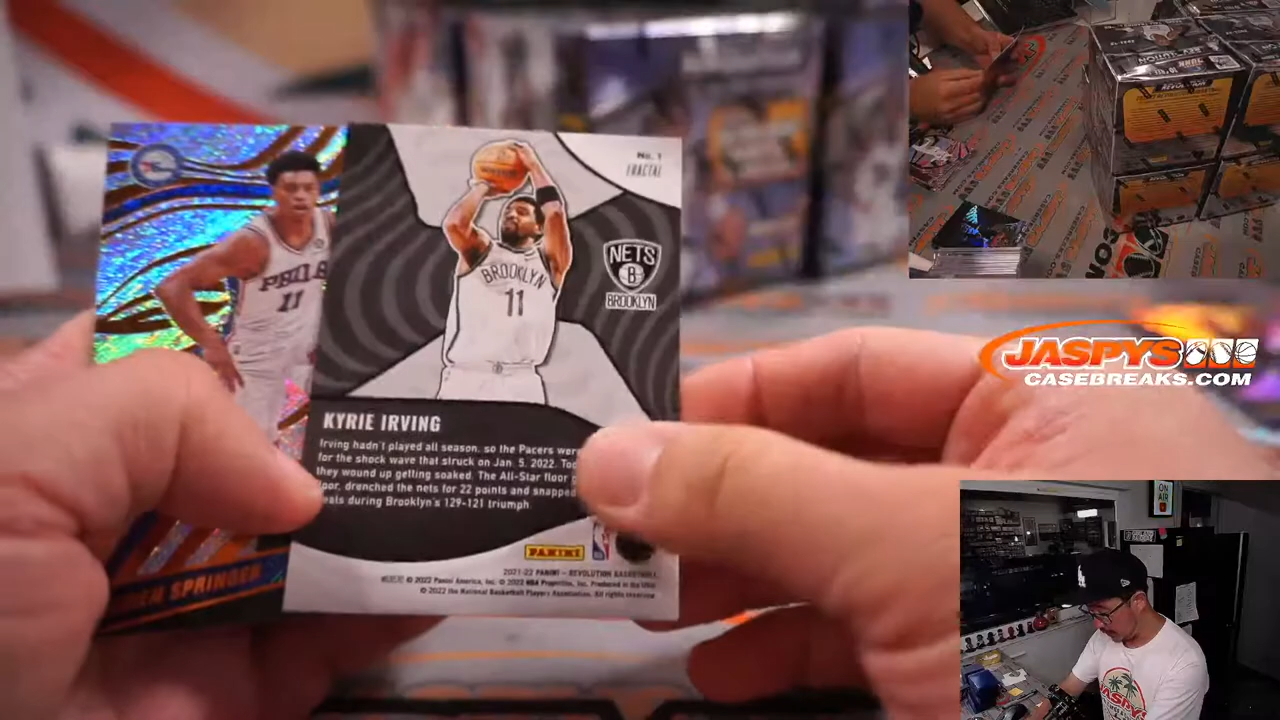 PHILA
11
SPRINGER
No. 1
FRACTAL
BROOKLYN
11
NETS
B
BROOKLYN
KYRIE IRVING
Irving hadn't played all season, so the Pacers were
for the shock wave that struck on Jan. 5, 2022. Too
they wound up getting soaked. The All-Star floor
drenched the nets for 22 points and snapped
during Brooklyn's 129-121 triumph
PANINI
2021-22 PANINI – REVOLUTION BASKETBALL
© 2022 Panini America, Inc. © 2022 NBA Properties, Inc. Produced in the USA
© 2022 the National Basketball Players Association. All rights reserved
REVOLUTION
JASPYS
CASEBREAKS.COM
ON
AIR
JASPYS